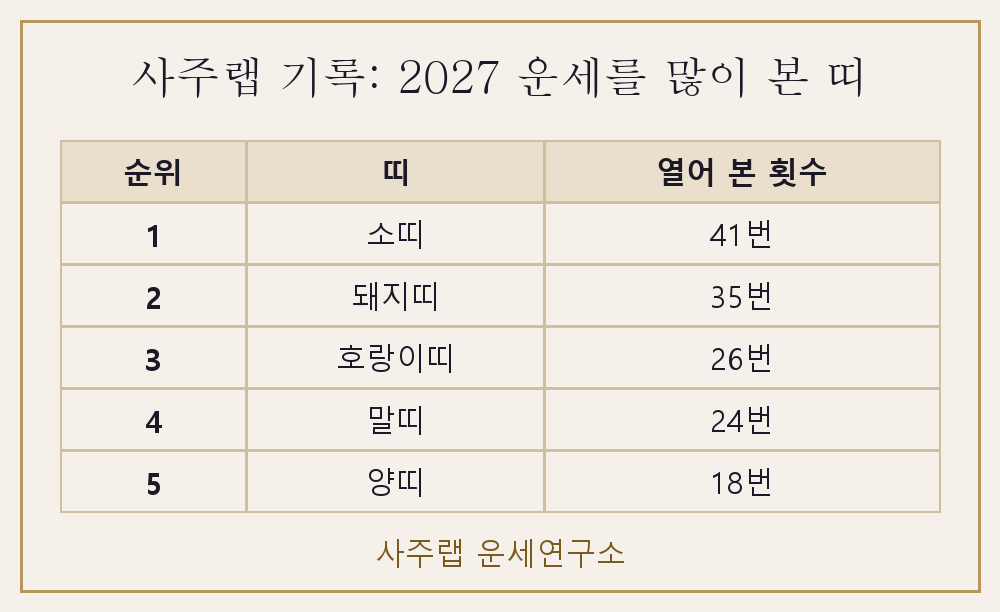 사주랩 기록: 2027 운세를 많이 본 띠
순위 띠 열어 본 횟수
1 소띠 41번
2 돼지띠 35번
3 호랑이띠 26번
4 말띠 24번
5 양띠 18번
사주랩 운세연구소